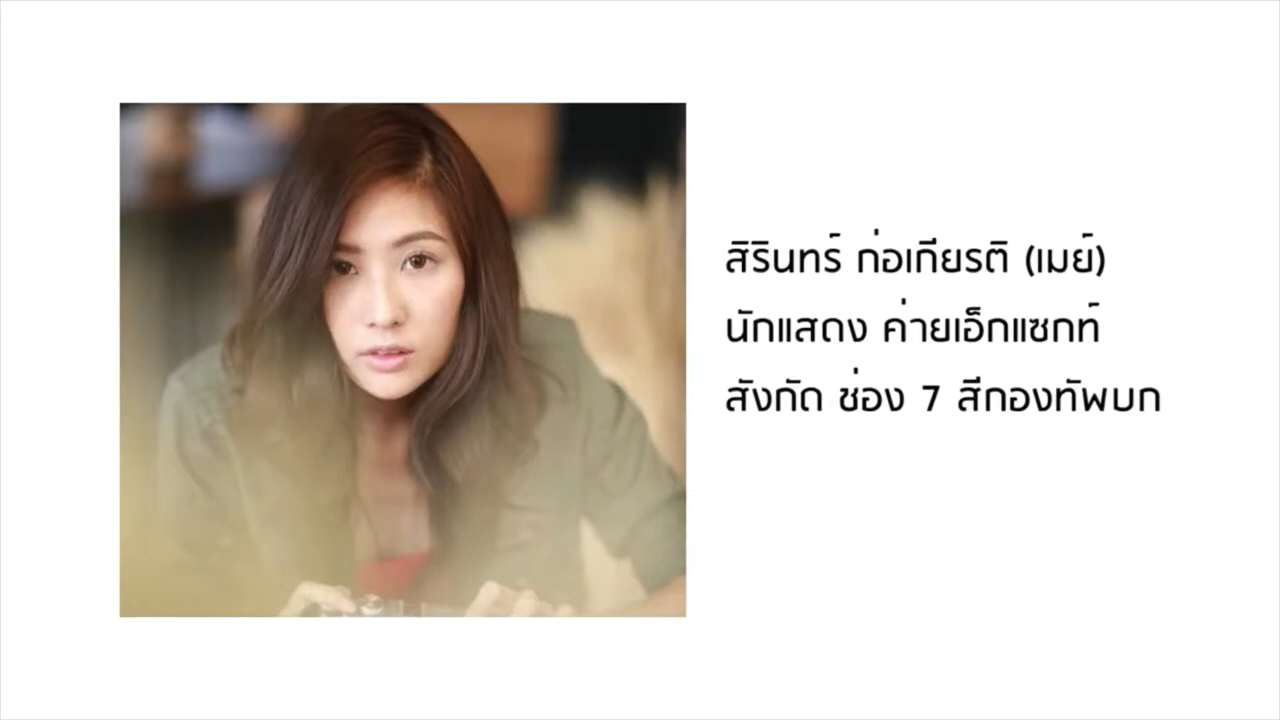 สิรินทร์ ก่อเกียรติ (เมย์)
นักแสดง ค่ายเอ็กแซกท์
สังกัด ช่อง 7 สีกองทัพบก